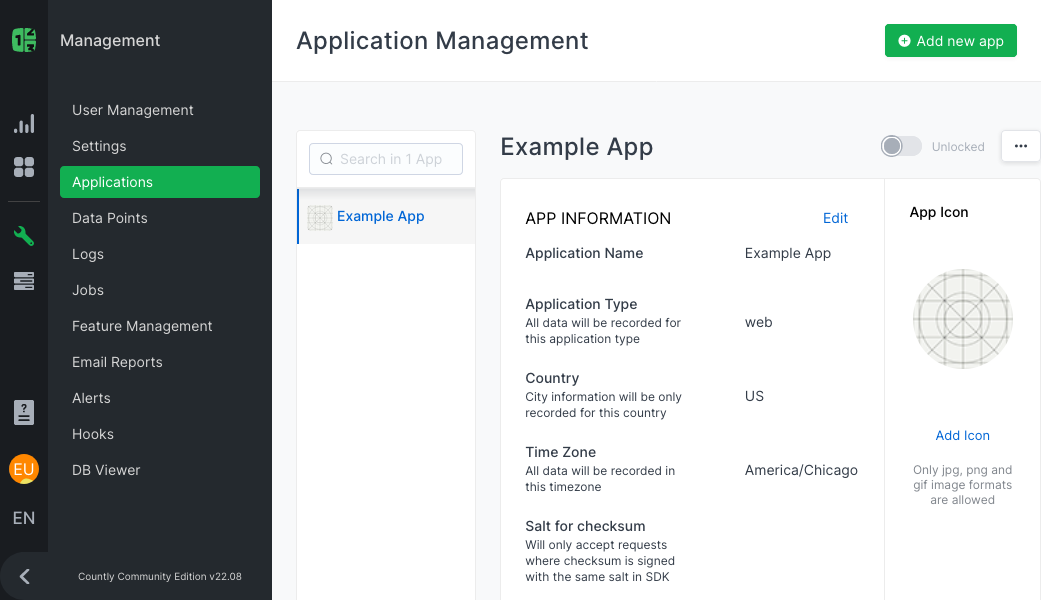 Management
User Management
Settings
Applications
Data Points
Logs
Jobs
Feature Management
Email Reports
Alerts
Hooks
DB Viewer
EU
EN
Countly Community Edition v22.08
Application Management
Add new app
Search in 1 App
Example App
Example App
Unlocked
APP INFORMATION
Edit
Application Name
Example App
Application Type
All data will be recorded for
this application type
web
Country
City information will be only
recorded for this country
US
Time Zone
All data will be recorded in
this timezone
America/Chicago
Salt for checksum
Will only accept requests
where checksum is signed
with the same salt in SDK
App Icon
Add Icon
Only jpg, png and
gif image formats
are allowed